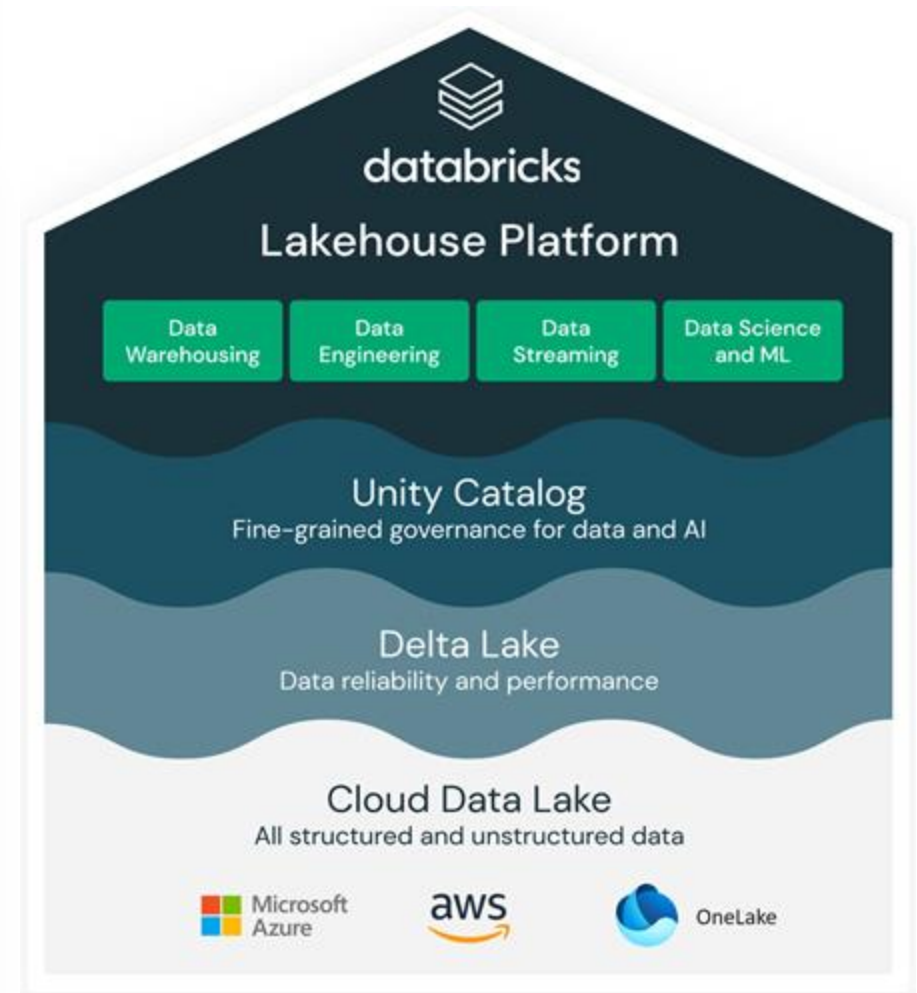 databricks
Lakehouse Platform
Data
Warehousing
Data
Engineering
Data
Streaming
Data Science
and ML
Unity Catalog
Fine-grained governance for data and AI
Delta Lake
Data reliability and performance
Cloud Data Lake
All structured and unstructured data
Microsoft
Azure
aws
OneLake